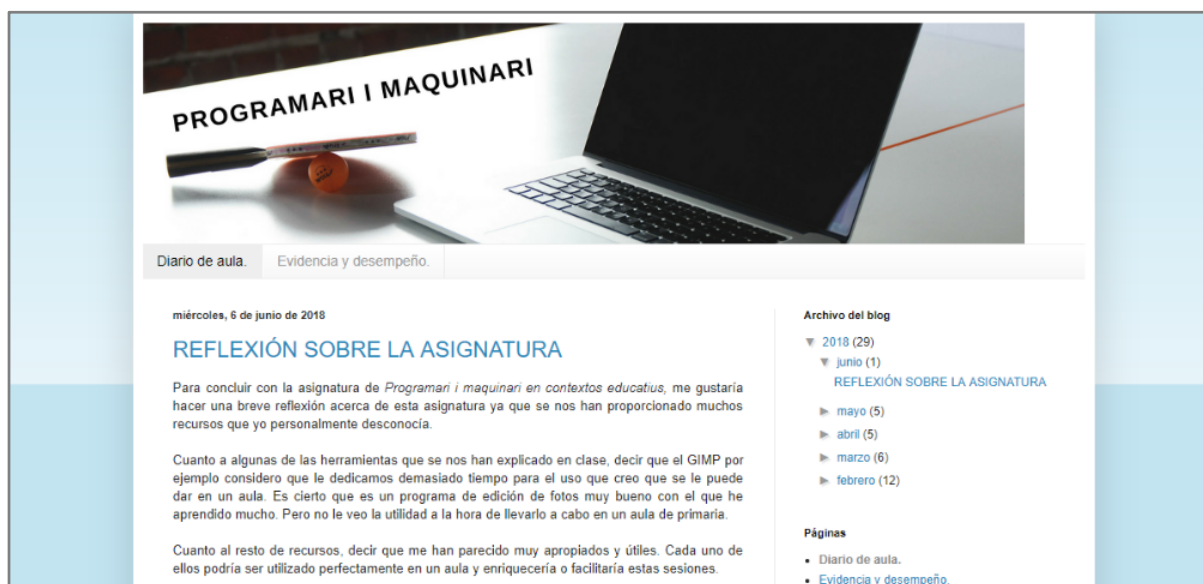 PROGRAMARI I MAQUINARI
Diario de aula.
Evidencia y desempeño.
miércoles, 6 de junio de 2018
REFLEXIÓN SOBRE LA ASIGNATURA
Para concluir con la asignatura de Programari i maquinari en contextos educatius, me gustaría
hacer una breve reflexión acerca de esta asignatura ya que se nos han proporcionado muchos
recursos que yo personalmente desconocía.
Cuanto a algunas de las herramientas que se nos han explicado en clase, decir que el GIMP por
ejemplo considero que le dedicamos demasiado tiempo para el uso que creo que se le puede
dar en un aula. Es cierto que es un programa de edición de fotos muy bueno con el que he
aprendido mucho. Pero no le veo la utilidad a la hora de llevarlo a cabo en un aula de primaria.
Cuanto al resto de recursos, decir que me han parecido muy apropiados y útiles. Cada uno de
ellos podría ser utilizado perfectamente en un aula y enriquecería o facilitaría estas sesiones.
Archivo del blog
▼ 2018 (29)
▼ junio (1)
REFLEXIÓN SOBRE LA ASIGNATURA
► mayo (5)
► abril (5)
► marzo (6)
► febrero (12)
Páginas
• Diario de aula.
• Evidencia y desempeño.